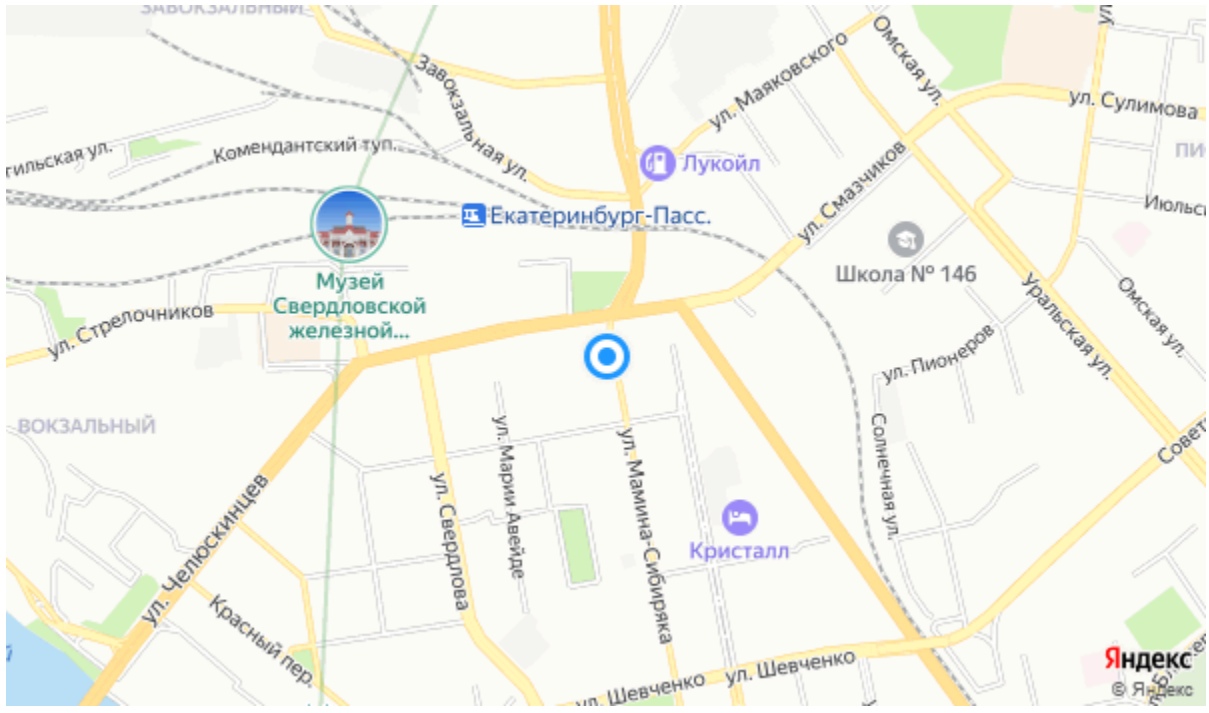 ЗАВОКЗАЛЬНЫЙ
Завокзальная ул.
ул. Маяковского
Омская ул.
ул. Сулимова
Комендантский туп.
гильская ул.
Лукойл
ул. Смазчиков
Июльск
Екатеринбург-Пасс.
Школа № 146
Музей
Свердловской
железной...
ул. Стрелочников
Уральская ул.
Омская ул.
ул. Пионеров
ВОКЗАЛЬНЫЙ
ул. Марии Авейде
ул. Мамина-Сибиряка
Солнечная ул.
Совет
ул. Челюскинцев
ул. Свердлова
Кристалл
Красный пер.
ул. Шевченко
ул. Шевченко
Яндекс
© Яндекс